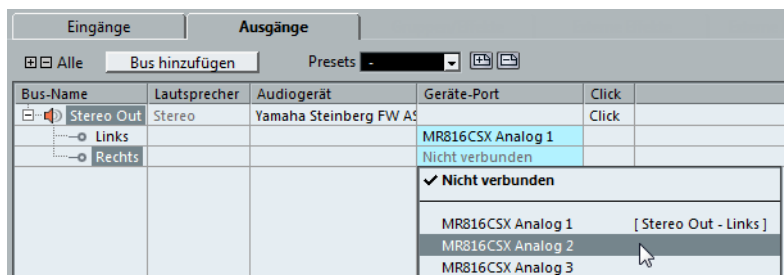 Eingänge Ausgänge
Alle Bus hinzufügen Presets -
Bus-Name Lautsprecher Audiogerät Geräte-Port Click
Stereo Out Stereo Yamaha Steinberg FW AS Click
Links MR816CSX Analog 1
Rechts Nicht verbunden
✓ Nicht verbunden
MR816CSX Analog 1 [ Stereo Out - Links ]
MR816CSX Analog 2
MR816CSX Analog 3